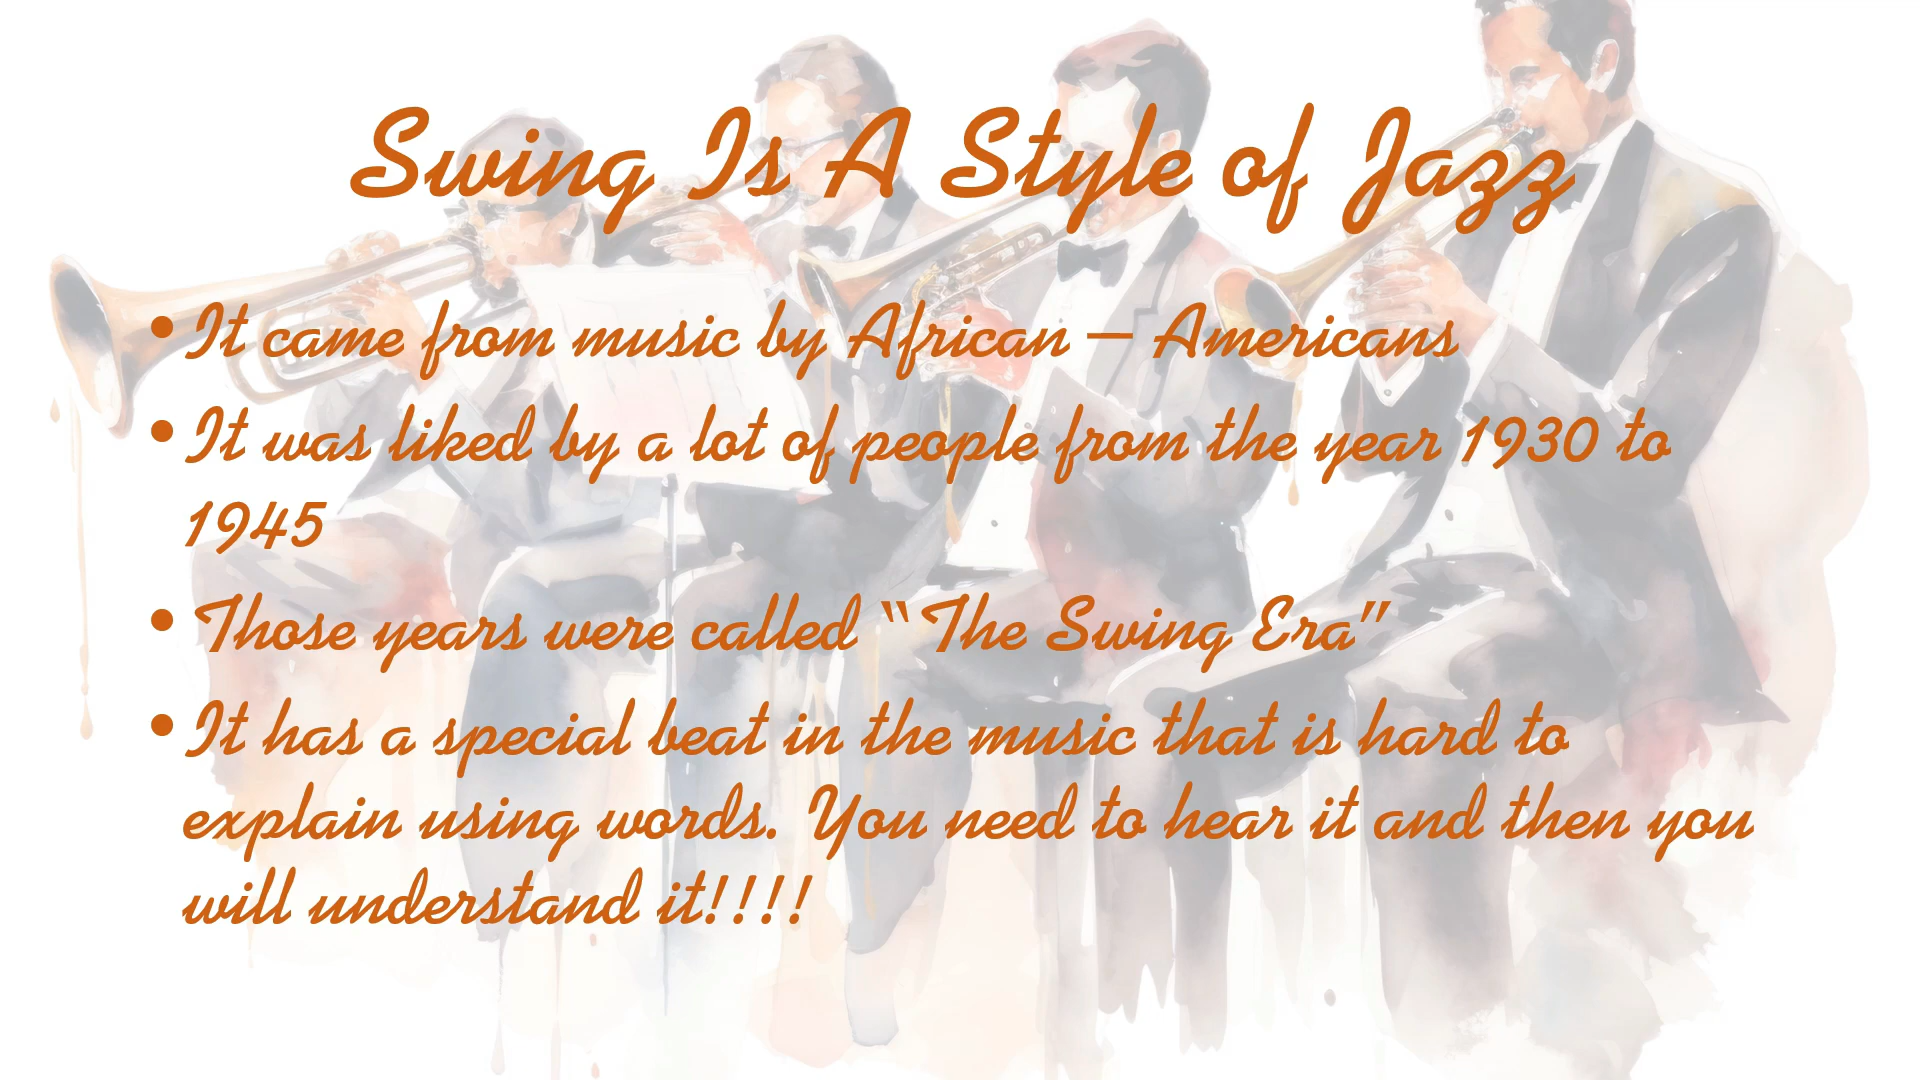 Swing Is A Style of Jazz
• It came from music by African – Americans
• It was liked by a lot of people from the year 1930 to
1945
• Those years were called “The Swing Era”
• It has a special beat in the music that is hard to
explain using words. You need to hear it and then you
will understand it!!!!